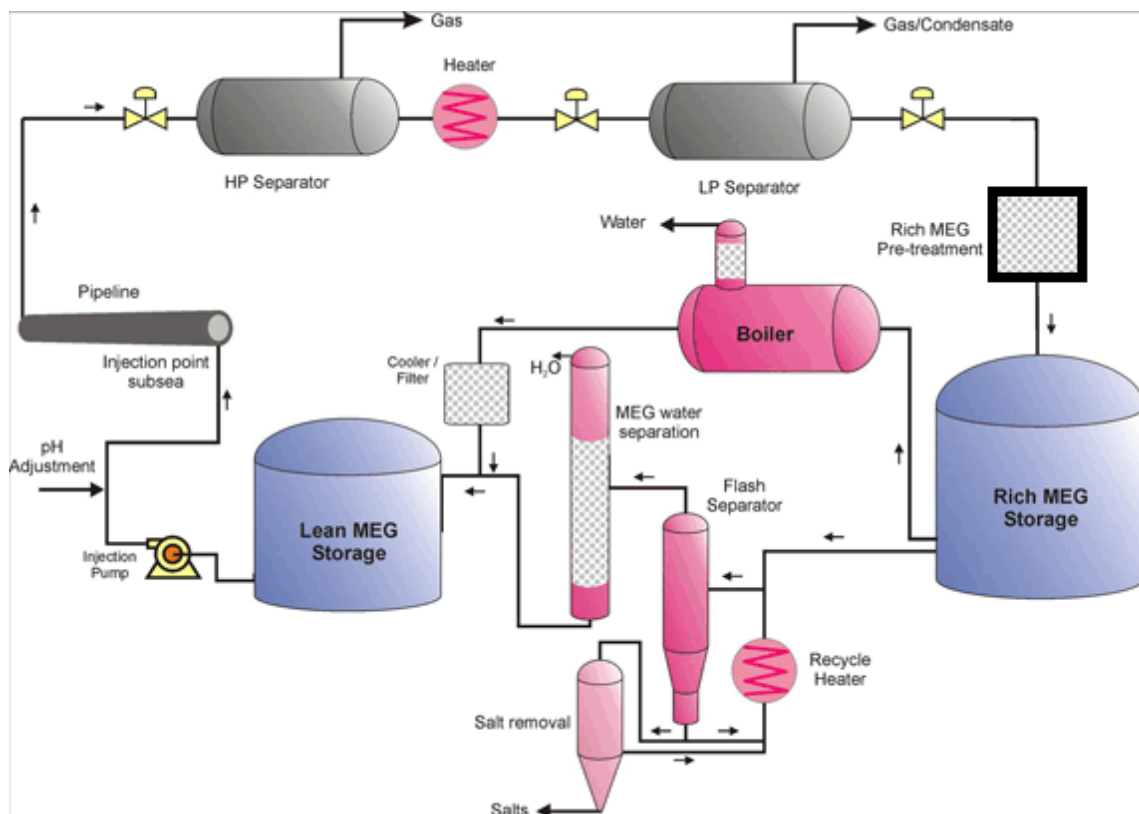 Gas
Gas/Condensate
Heater
HP Separator
LP Separator
Water
Rich MEG
Pre-treatment
Pipeline
Boiler
Injection point
subsea
Cooler /
Filter
H₂O
MEG water
separation
pH
Adjustment
Flash
Separator
Lean MEG
Storage
Rich MEG
Storage
Injection
Pump
Recycle
Heater
Salt removal
Salts